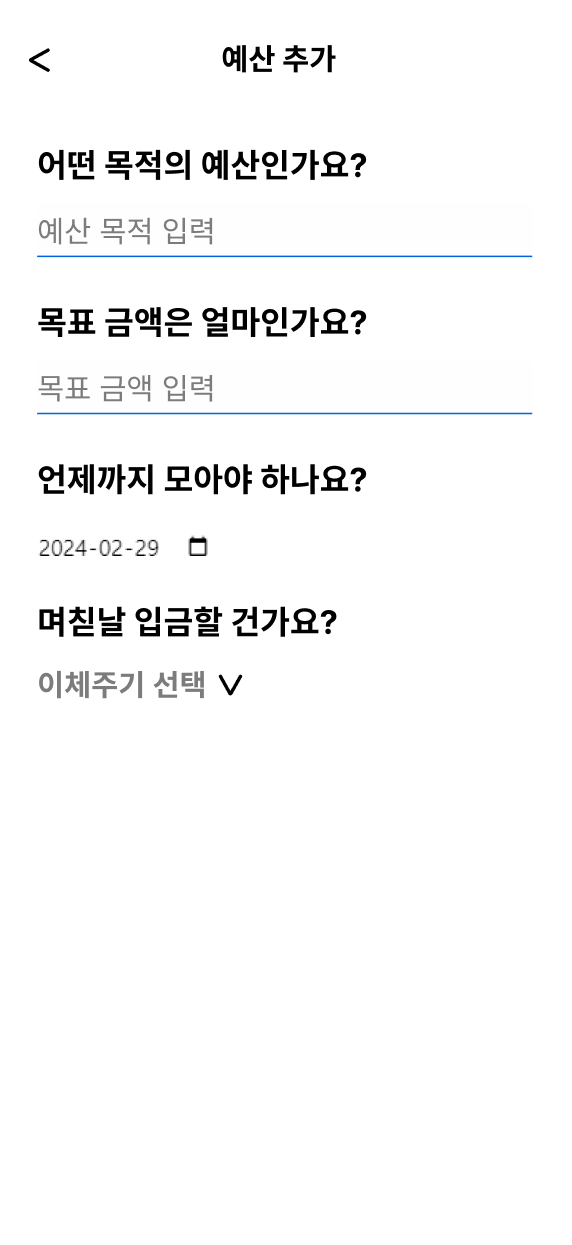 예산 추가
어떤 목적의 예산인가요?
예산 목적 입력
목표 금액은 얼마인가요?
목표 금액 입력
언제까지 모아야 하나요?
2024-02-29
며칟날 입금할 건가요?
이체주기 선택